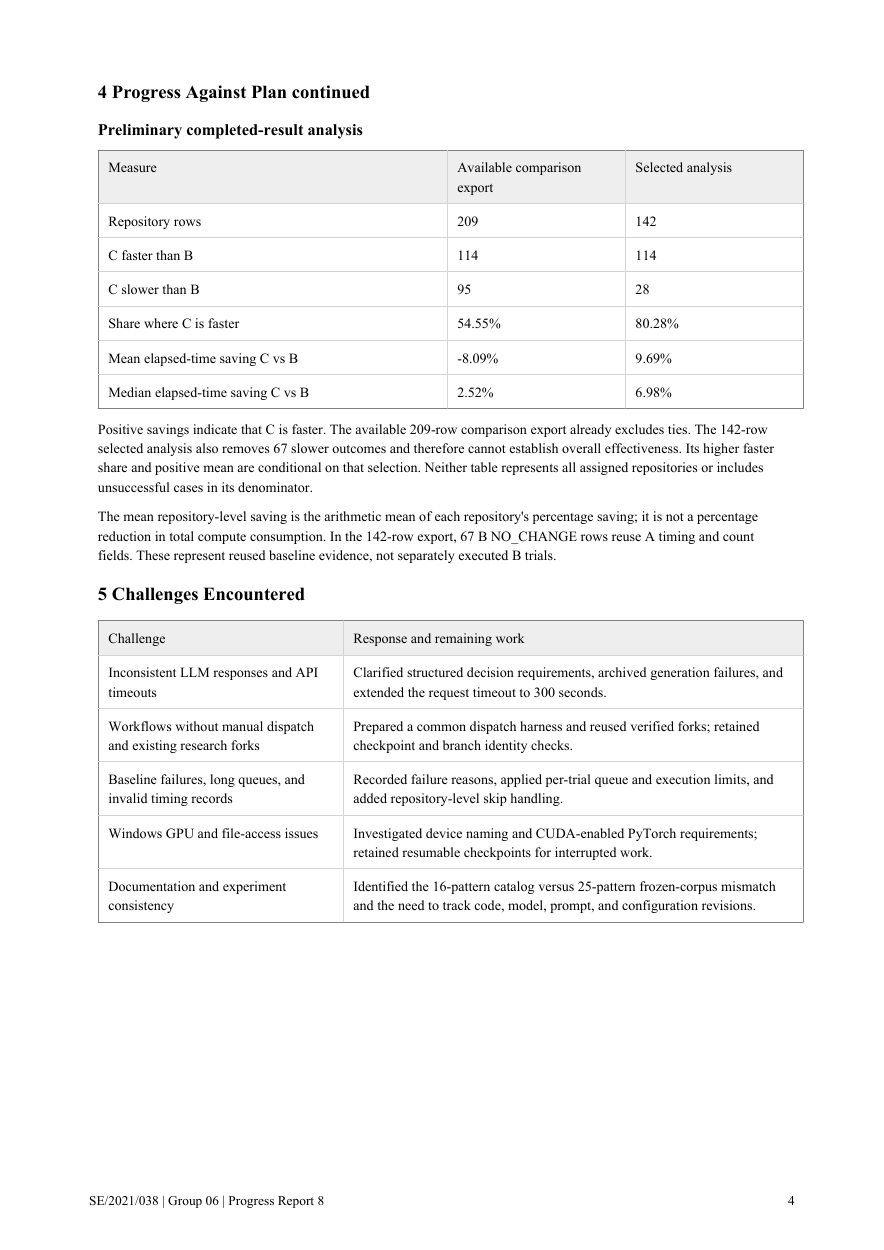 4 Progress Against Plan continued
Preliminary completed-result analysis
Measure
Available comparison
export
Selected analysis
Repository rows
209
142
C faster than B
114
114
C slower than B
95
28
Share where C is faster
54.55%
80.28%
Mean elapsed-time saving C vs B
-8.09%
9.69%
Median elapsed-time saving C vs B
2.52%
6.98%
Positive savings indicate that C is faster. The available 209-row comparison export already excludes ties. The 142-row
selected analysis also removes 67 slower outcomes and therefore cannot establish overall effectiveness. Its higher faster
share and positive mean are conditional on that selection. Neither table represents all assigned repositories or includes
unsuccessful cases in its denominator.
The mean repository-level saving is the arithmetic mean of each repository's percentage saving; it is not a percentage
reduction in total compute consumption. In the 142-row export, 67 B NO_CHANGE rows reuse A timing and count
fields. These represent reused baseline evidence, not separately executed B trials.
5 Challenges Encountered
Challenge
Response and remaining work
Inconsistent LLM responses and API
timeouts
Clarified structured decision requirements, archived generation failures, and
extended the request timeout to 300 seconds.
Workflows without manual dispatch
and existing research forks
Prepared a common dispatch harness and reused verified forks; retained
checkpoint and branch identity checks.
Baseline failures, long queues, and
invalid timing records
Recorded failure reasons, applied per-trial queue and execution limits, and
added repository-level skip handling.
Windows GPU and file-access issues
Investigated device naming and CUDA-enabled PyTorch requirements;
retained resumable checkpoints for interrupted work.
Documentation and experiment
consistency
Identified the 16-pattern catalog versus 25-pattern frozen-corpus mismatch
and the need to track code, model, prompt, and configuration revisions.
SE/2021/038 | Group 06 | Progress Report 8
4